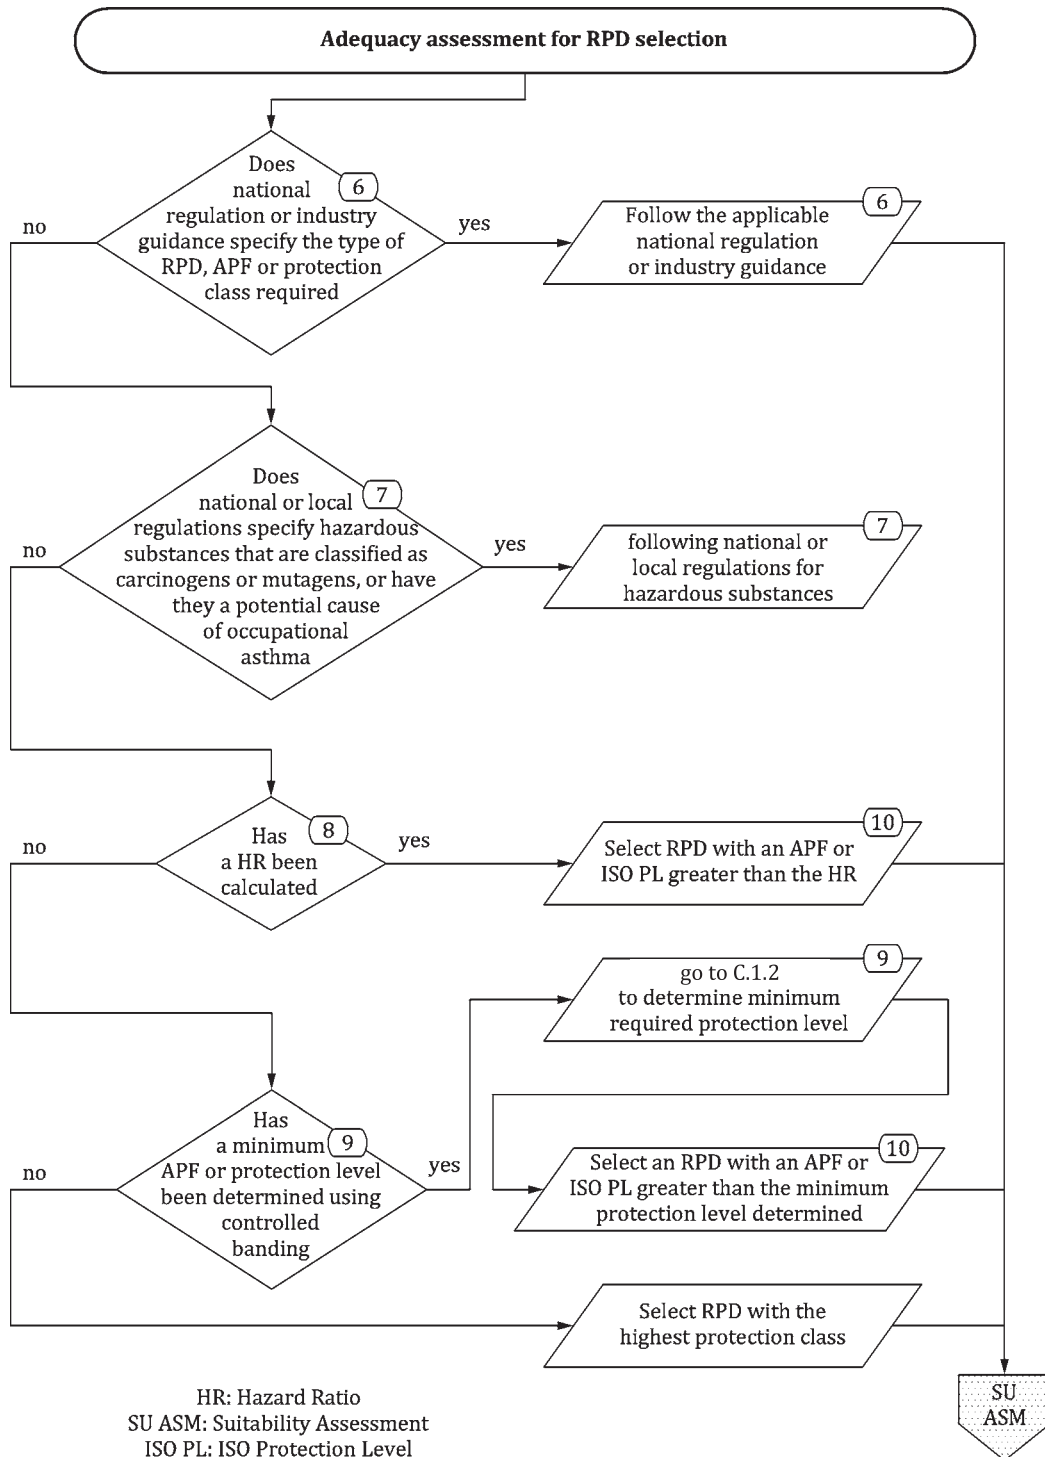 Adequacy assessment for RPD selection
Does
national
6
regulation or industry
guidance specify the type of
RPD, APF or protection
class required
no
yes
6
Follow the applicable
national regulation
or industry guidance
Does
national or local
7
regulations specify hazardous
substances that are classified as
carcinogens or mutagens, or have
they a potential cause
of occupational
asthma
no
yes
7
following national or
local regulations for
hazardous substances
Has
8
a HR been
calculated
no
yes
10
Select RPD with an APF or
ISO PL greater than the HR
9
go to C.1.2
to determine minimum
required protection level
Has
a minimum
9
APF or protection level
been determined using
controlled
banding
no
yes
10
Select an RPD with an APF or
ISO PL greater than the minimum
protection level determined
Select RPD with the
highest protection class
SU
ASM
HR: Hazard Ratio
SU ASM: Suitability Assessment
ISO PL: ISO Protection Level